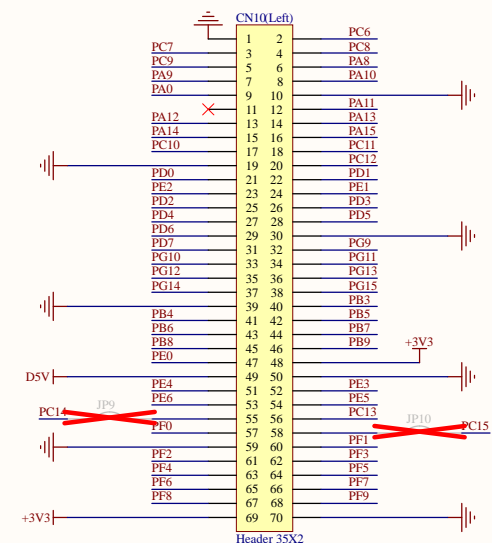 CN10(Left)
1 2 PC6
PC7 3 4 PC8
PC9 5 6 PA8
PA9 7 8 PA10
PA0 9 10
11 12 PA11
PA12 13 14 PA13
PA14 15 16 PA15
PC10 17 18 PC11
19 20 PC12
PD0 21 22 PD1
PE2 23 24 PE1
PD2 25 26 PD3
PD4 27 28 PD5
PD6 29 30
PD7 31 32 PG9
PG10 33 34 PG11
PG12 35 36 PG13
PG14 37 38 PG15
39 40 PB3
PB4 41 42 PB5
PB6 43 44 PB7
PB8 45 46 PB9
PE0 47 48 +3V3
D5V 49 50
PE4 51 52 PE3
PE6 53 54 PE5
PC14 JP9 55 56 PC13
PF0 57 58 JP10 PC15
59 60 PF1
PF2 61 62 PF3
PF4 63 64 PF5
PF6 65 66 PF7
PF8 67 68 PF9
+3V3 69 70
Header 35X2